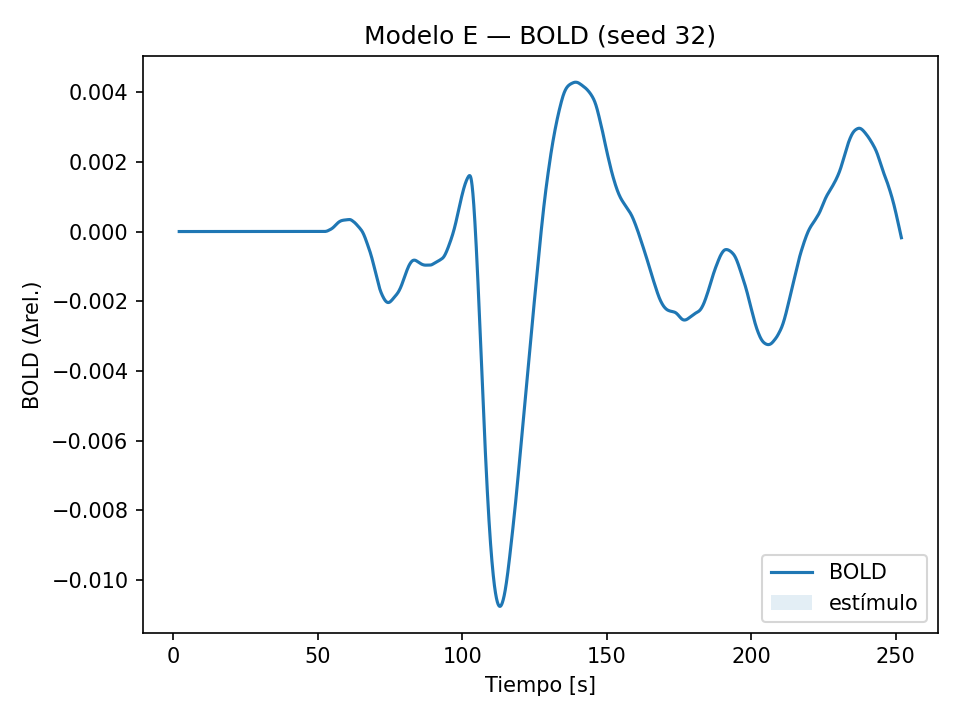 Modelo E — BOLD (seed 32)
0.004
0.002
0.000
−0.002
−0.004
−0.006
−0.008
−0.010
BOLD (Δrel.)
BOLD
estímulo
0
50
100
150
200
250
Tiempo [s]